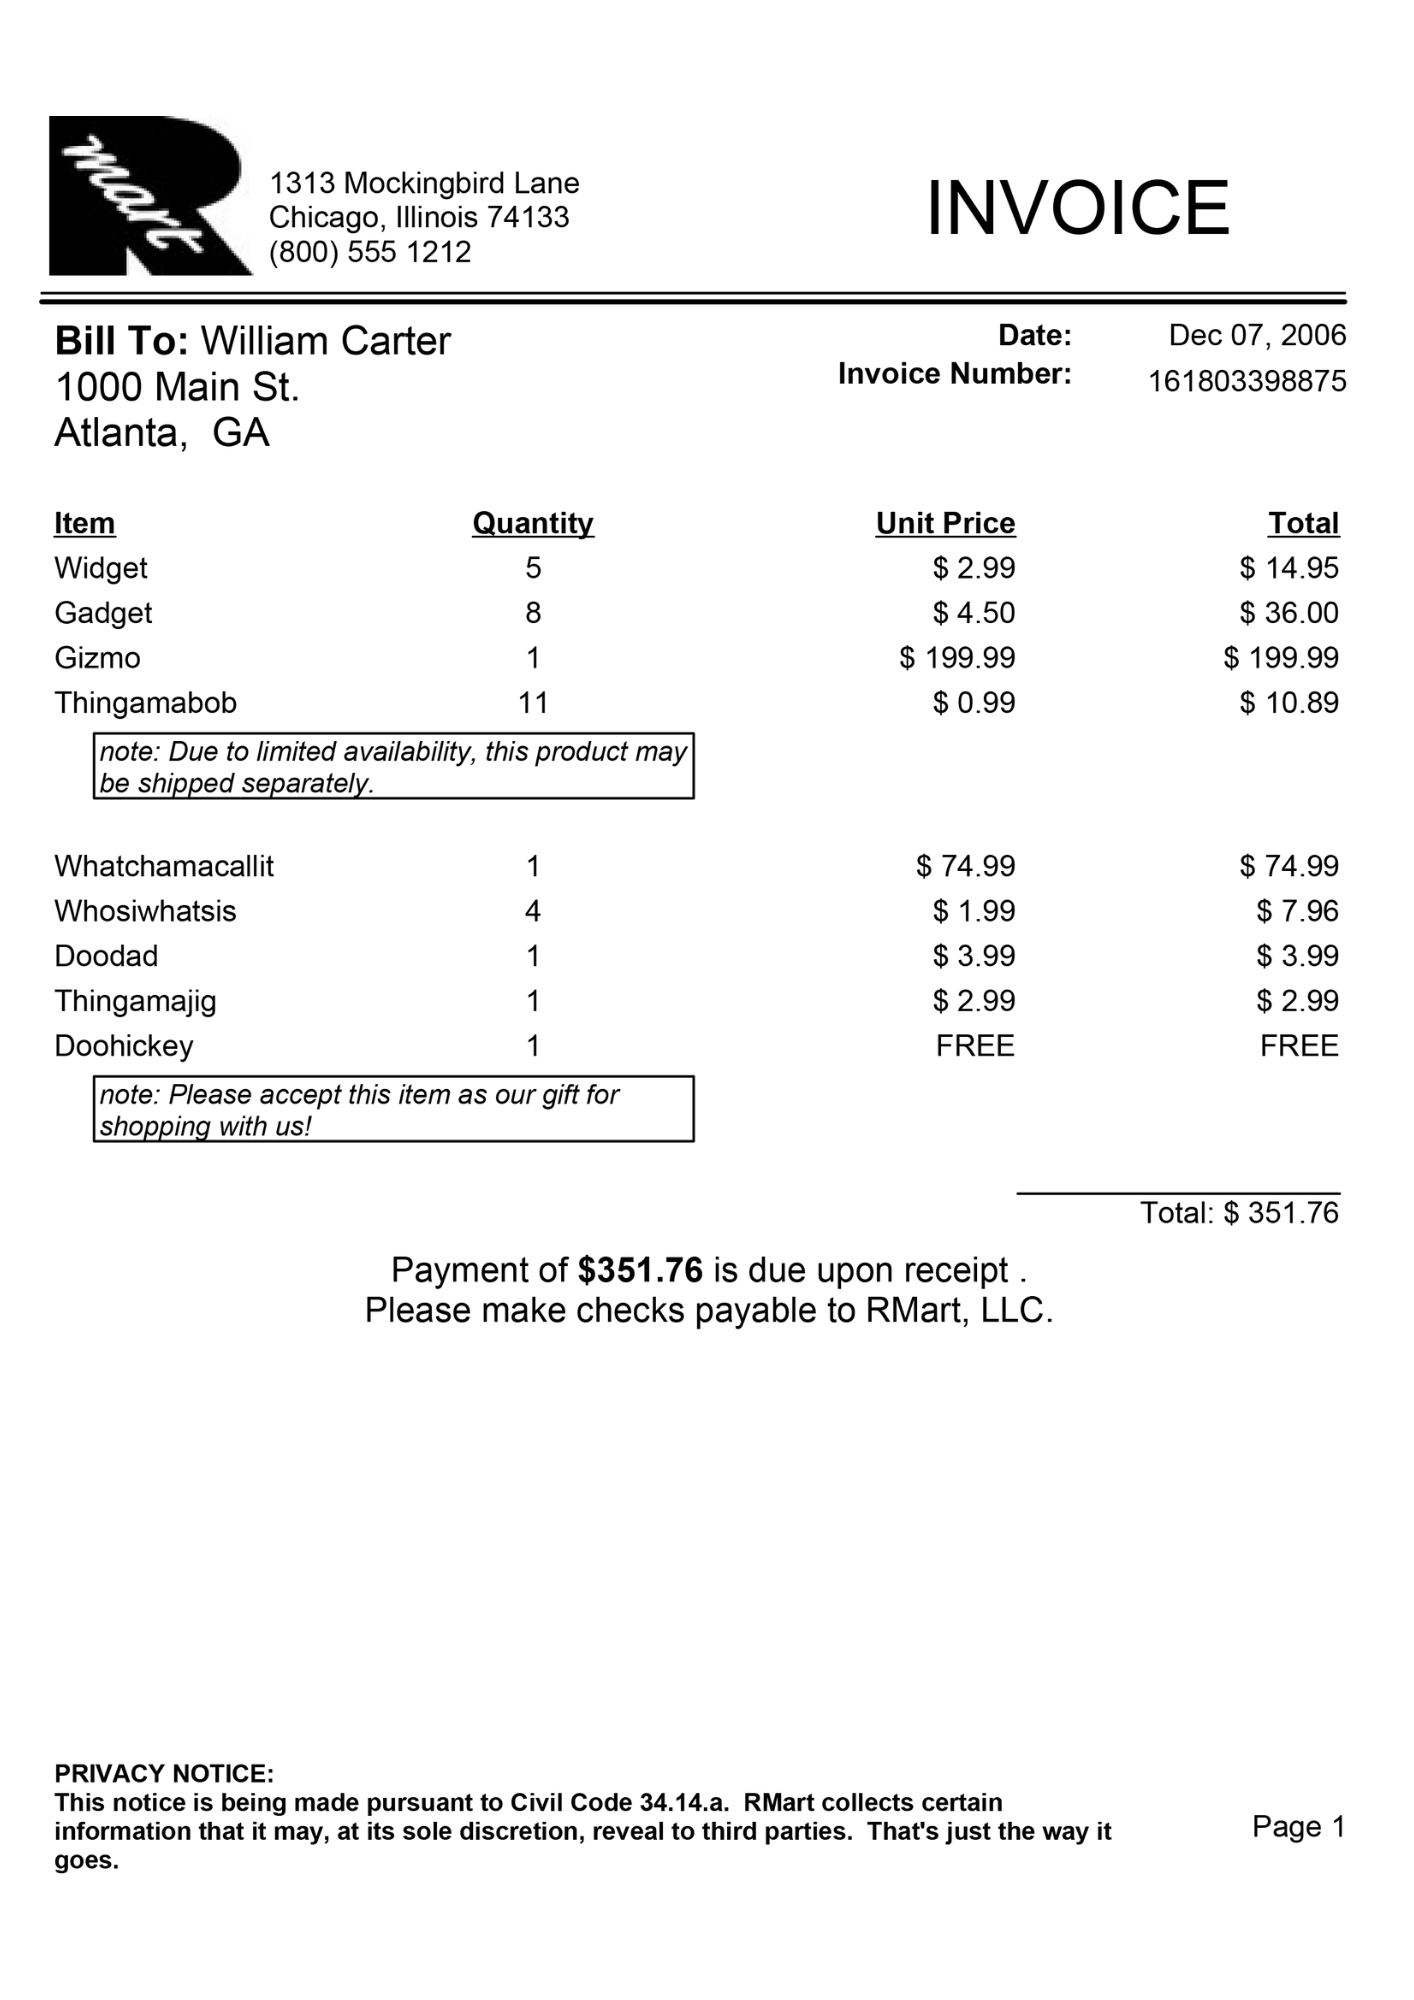 mart
1313 Mockingbird Lane
Chicago, Illinois 74133
(800) 555 1212
INVOICE
Bill To: William Carter
1000 Main St.
Atlanta,  GA
Date: Dec 07, 2006
Invoice Number: 161803398875
Item Quantity Unit Price Total
Widget 5 $ 2.99 $ 14.95
Gadget 8 $ 4.50 $ 36.00
Gizmo 1 $ 199.99 $ 199.99
Thingamabob 11 $ 0.99 $ 10.89
note: Due to limited availability, this product may
be shipped separately.
Whatchamacallit 1 $ 74.99 $ 74.99
Whosiwhatsis 4 $ 1.99 $ 7.96
Doodad 1 $ 3.99 $ 3.99
Thingamajig 1 $ 2.99 $ 2.99
Doohickey 1 FREE FREE
note: Please accept this item as our gift for
shopping with us!
Total: $ 351.76
Payment of $351.76 is due upon receipt .
Please make checks payable to RMart, LLC.
PRIVACY NOTICE:
This notice is being made pursuant to Civil Code 34.14.a.  RMart collects certain
information that it may, at its sole discretion, reveal to third parties.  That's just the way it
goes.
Page 1